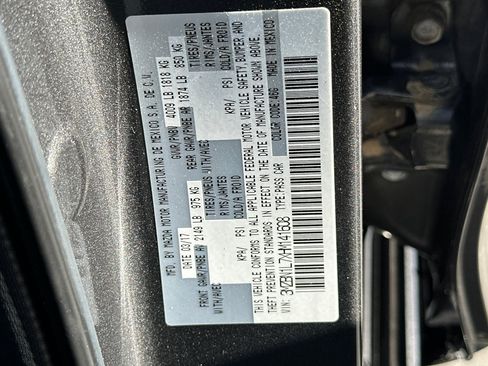 MFD BY MAZDA MOTOR MANUFACTURING DE MEXICO S.A. DE C.V.
DATE 03/17 GVWR/PNBV 4009 LB 1818 KG
FRONT GAWR/PNBE AV 2149 LB 975 KG REAR GAWR/PNBE AR 1874 LB 850 KG
WITH/AVEC TIRES/PNEUS WITH/AVEC TIRES/PNEUS
RIMS/JANTES RIMS/JANTES
KPA/ PSI COLD/A FROID KPA/ PSI COLD/A FROID
THIS VEHICLE CONFORMS TO ALL APPLICABLE FEDERAL MOTOR VEHICLE SAFETY, BUMPER, AND
THEFT PREVENTION STANDARDS IN EFFECT ON THE DATE OF MANUFACTURE SHOWN ABOVE.
TYPE:PASS. CAR COLOR CODE:46G MADE IN MEXICO
VIN: